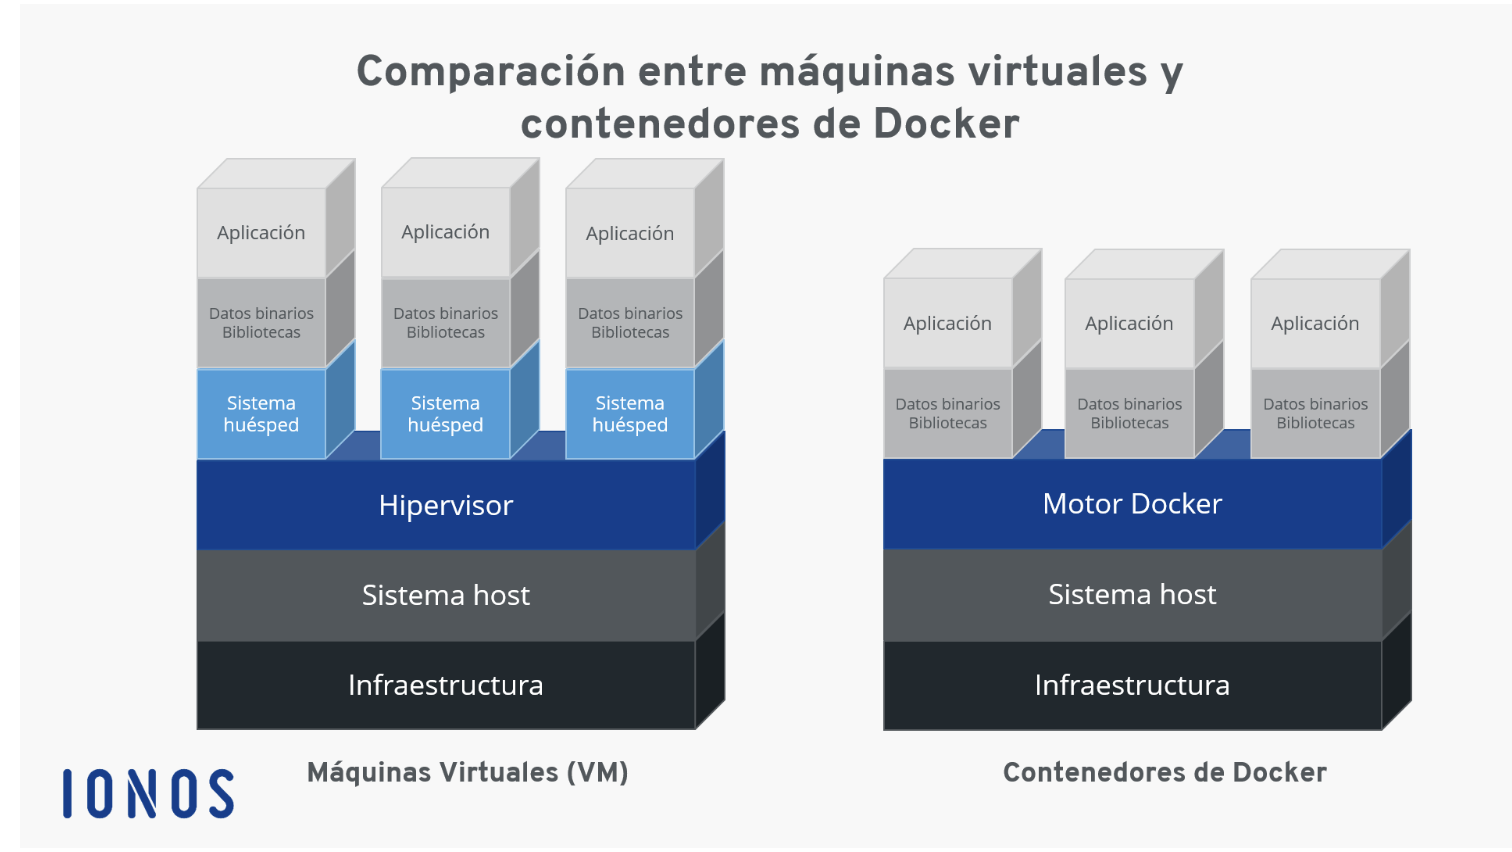 Comparación entre máquinas virtuales y
contenedores de Docker
Aplicación
Aplicación
Aplicación
Datos binarios
Bibliotecas
Datos binarios
Bibliotecas
Datos binarios
Bibliotecas
Sistema
huésped
Sistema
huésped
Sistema
huésped
Hipervisor
Sistema host
Infraestructura
Máquinas Virtuales (VM)
Aplicación
Aplicación
Aplicación
Datos binarios
Bibliotecas
Datos binarios
Bibliotecas
Datos binarios
Bibliotecas
Motor Docker
Sistema host
Infraestructura
Contenedores de Docker
IONOS